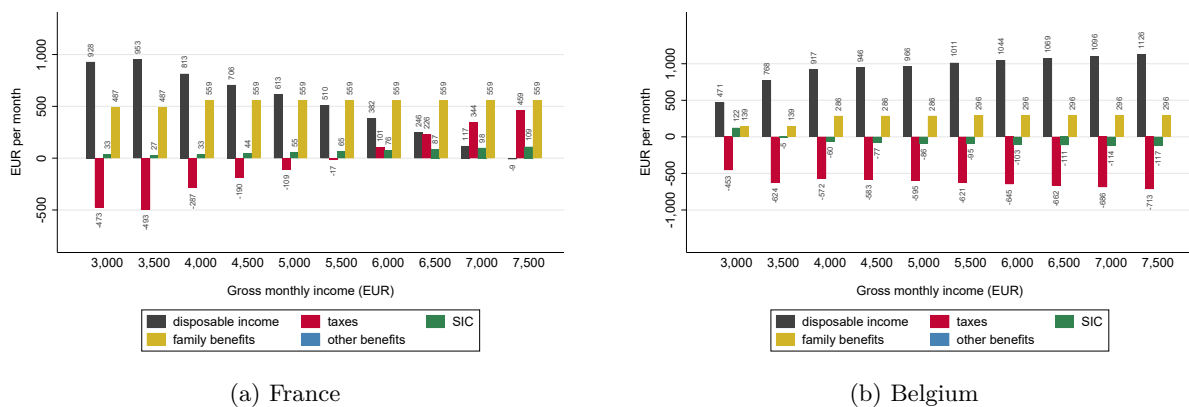 EUR per month
1,000
5000
0
-500
928 -473 33 487
953 -493 27 487
813 -287 33 559
706 -190 44 559
613 -109 55 559
510 -17 65 559
382 101 76 559
246 226 87 559
117 344 98 559
-9 459 109 559
3,000 3,500 4,000 4,500 5,000 5,500 6,000 6,500 7,000 7,500
Gross monthly income (EUR)
disposable income taxes SIC
family benefits other benefits
(a) France
EUR per month
1,000
500
0
-500
-1,000
471 -453 122 139
768 -624 -5 139
917 -572 -60 286
946 -583 -77 286
966 -595 -86 286
1011 -621 -95 296
1044 -645 -103 296
1069 -662 -111 296
1096 -686 -114 296
1126 -713 -117 296
3,000 3,500 4,000 4,500 5,000 5,500 6,000 6,500 7,000 7,500
Gross monthly income (EUR)
disposable income taxes SIC
family benefits other benefits
(b) Belgium